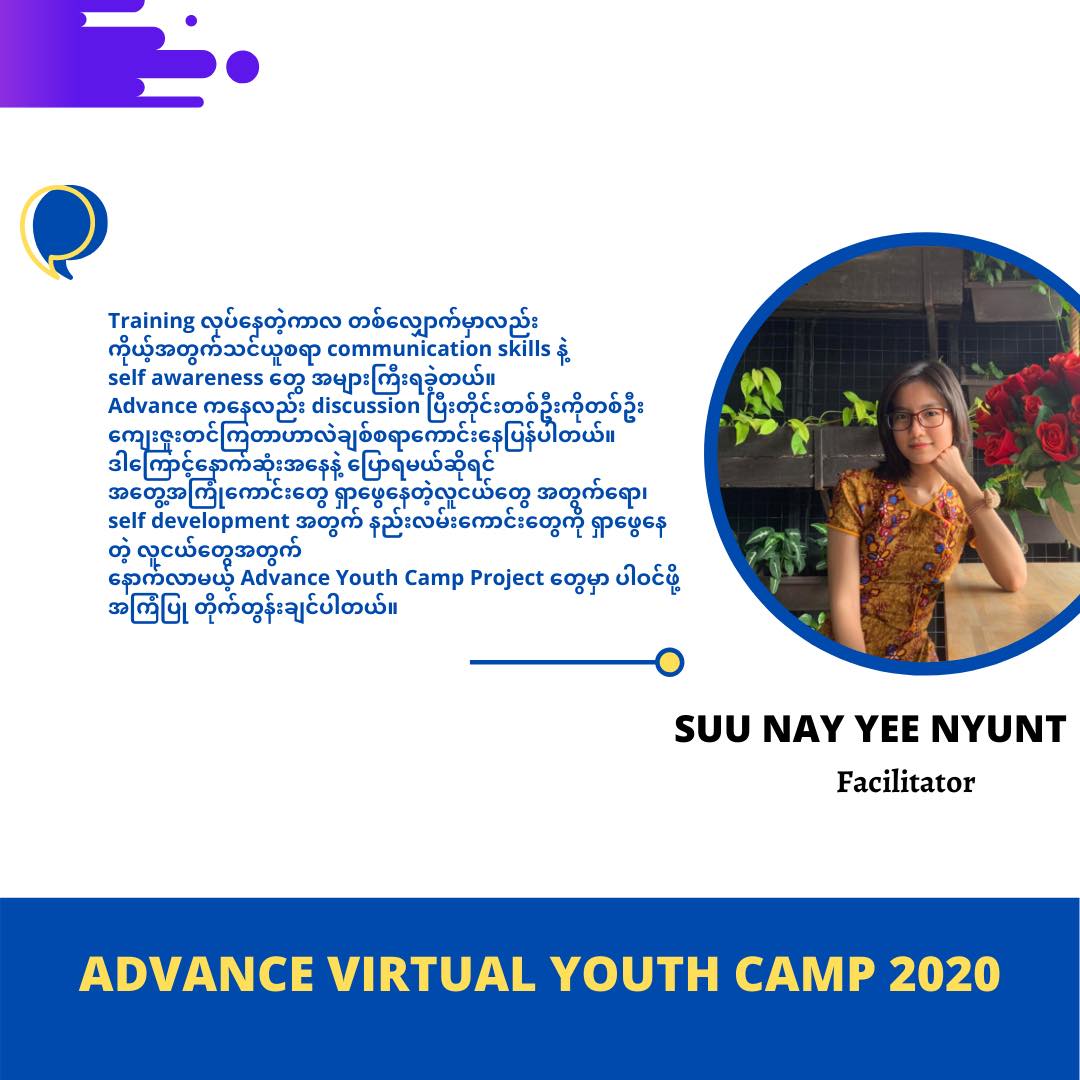 Training လုပ်နေတဲ့ကာလ တစ်လျှောက်မှာလည်း
ကိုယ့်အတွက်သင်ယူစရာ communication skills နဲ့
self awareness တွေ အများကြီးရခဲ့တယ်။
Advance ကနေလည်း discussion ပြီးတိုင်းတစ်ဦးကိုတစ်ဦး
ကျေးဇူးတင်ကြတာဟာလဲချစ်စရာကောင်းနေပြန်ပါတယ်။
ဒါကြောင့်နောက်ဆုံးအနေနဲ့ ပြောရမယ်ဆိုရင်
အတွေ့အကြုံကောင်းတွေ ရှာဖွေနေတဲ့လူငယ်တွေ အတွက်ရော၊
self development အတွက် နည်းလမ်းကောင်းတွေကို ရှာဖွေနေ
တဲ့ လူငယ်တွေအတွက်
နောက်လာမယ့် Advance Youth Camp Project တွေမှာ ပါဝင်ဖို့
အကြံပြု တိုက်တွန်းချင်ပါတယ်။
SUU NAY YEE NYUNT
Facilitator
ADVANCE VIRTUAL YOUTH CAMP 2020